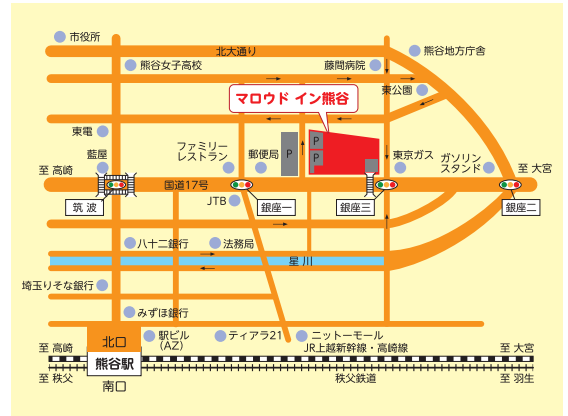 市役所
北大通り
熊谷地方庁舎
熊谷女子高校
藤間病院
東公園
マロウド イン熊谷
東電
藍屋
ファミリー
レストラン
郵便局
P
P
P
東京ガス
ガソリン
スタンド
至 高崎
国道17号
至 大宮
筑 波
JTB
銀座一
銀座三
銀座二
八十二銀行
法務局
星 川
埼玉りそな銀行
みずほ銀行
北口
駅ビル
(AZ)
ティアラ21
ニットーモール
至 高崎
熊谷駅
JR上越新幹線・高崎線
至 大宮
至 秩父
秩父鉄道
至 羽生
南口